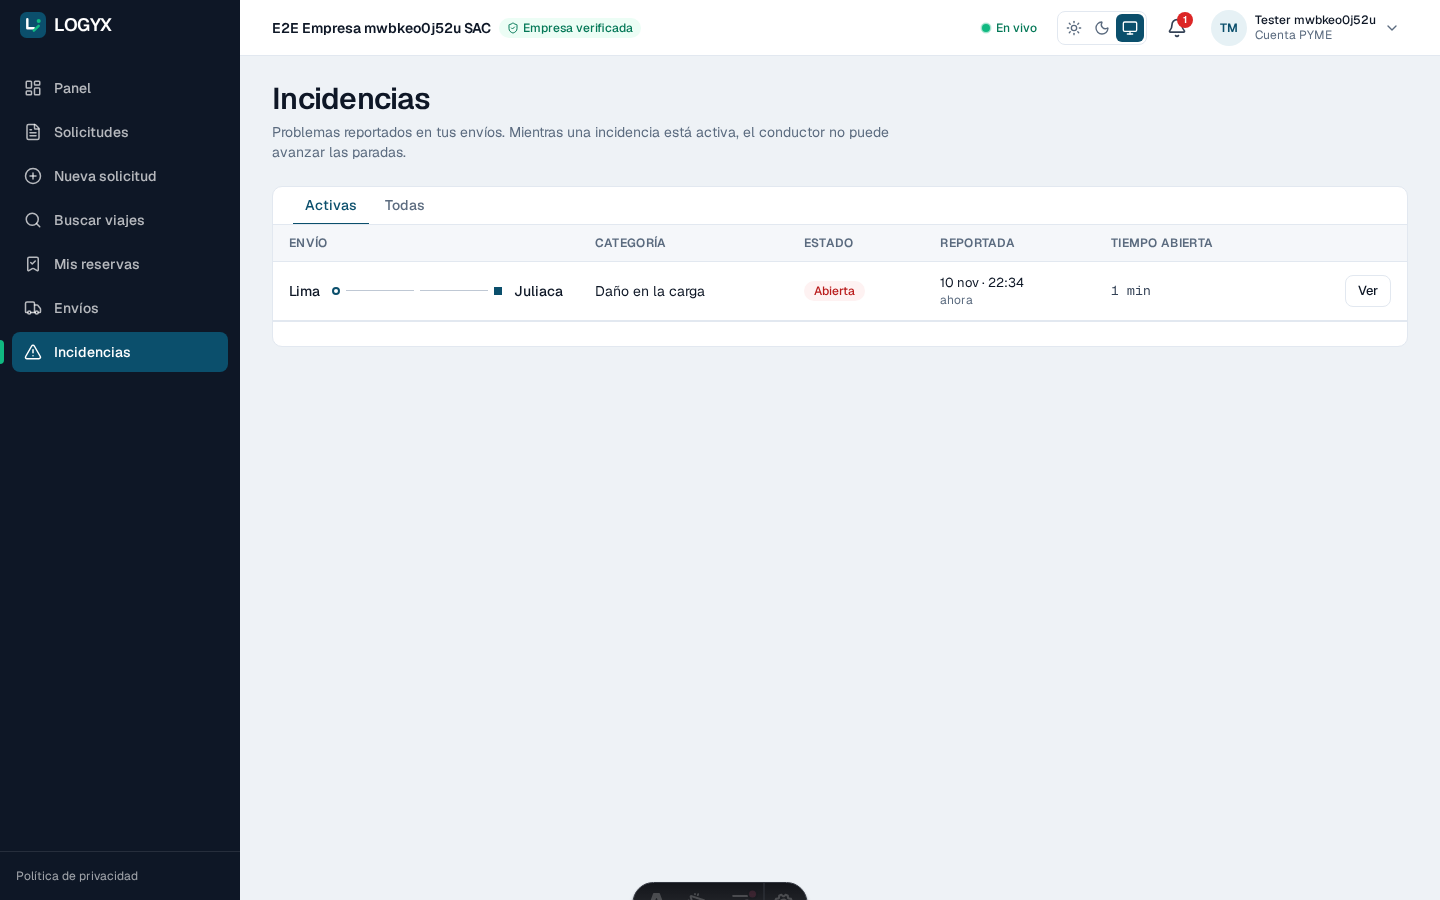 LOGYX
Panel
Solicitudes
Nueva solicitud
Buscar viajes
Mis reservas
Envíos
Incidencias
Política de privacidad
E2E Empresa mwbkeo0j52u SAC
Empresa verificada
En vivo
1
TM
Tester mwbkeo0j52u
Cuenta PYME
Incidencias
Problemas reportados en tus envíos. Mientras una incidencia está activa, el conductor no puede
avanzar las paradas.
Activas Todas
ENVÍO CATEGORÍA ESTADO REPORTADA TIEMPO ABIERTA
Lima Juliaca Daño en la carga Abierta 10 nov · 22:34 1 min Ver
ahora